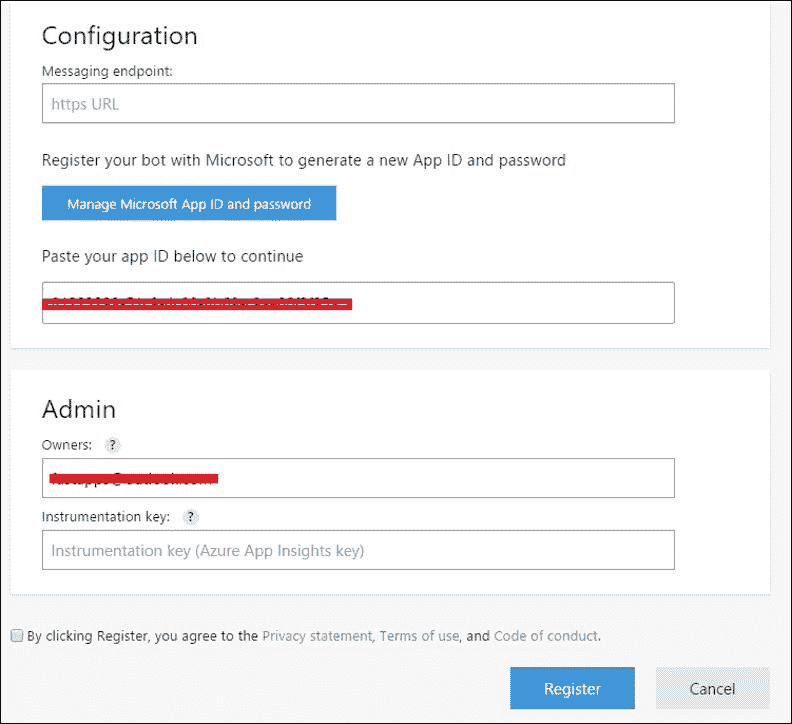 Configuration
Messaging endpoint:
https URL
Register your bot with Microsoft to generate a new App ID and password
Manage Microsoft App ID and password
Paste your app ID below to continue
Admin
Owners: ?
Instrumentation key: ?
Instrumentation key (Azure App Insights key)
By clicking Register, you agree to the Privacy statement, Terms of use, and Code of conduct.
Register Cancel